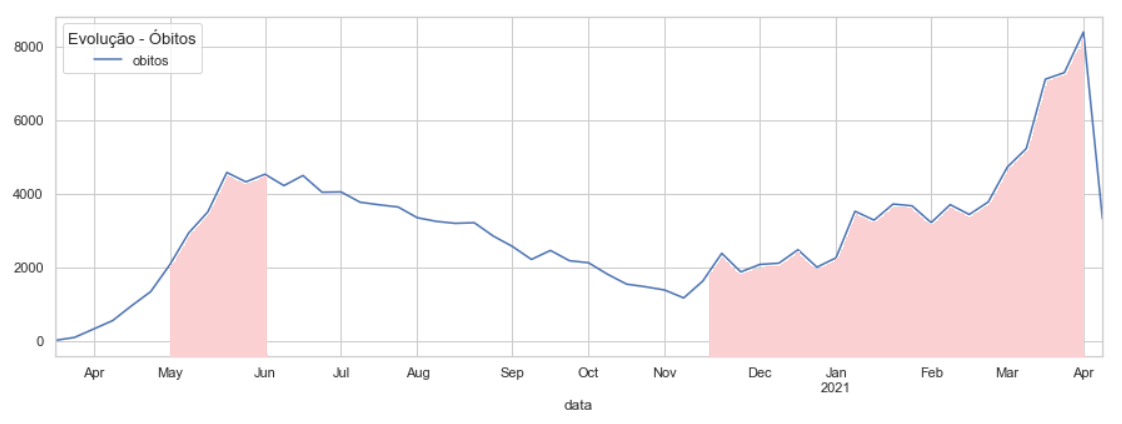 Evolução - Óbitos
obitos
8000
6000
4000
2000
0
Apr May Jun Jul Aug Sep Oct Nov Dec Jan Feb Mar Apr
2021
data